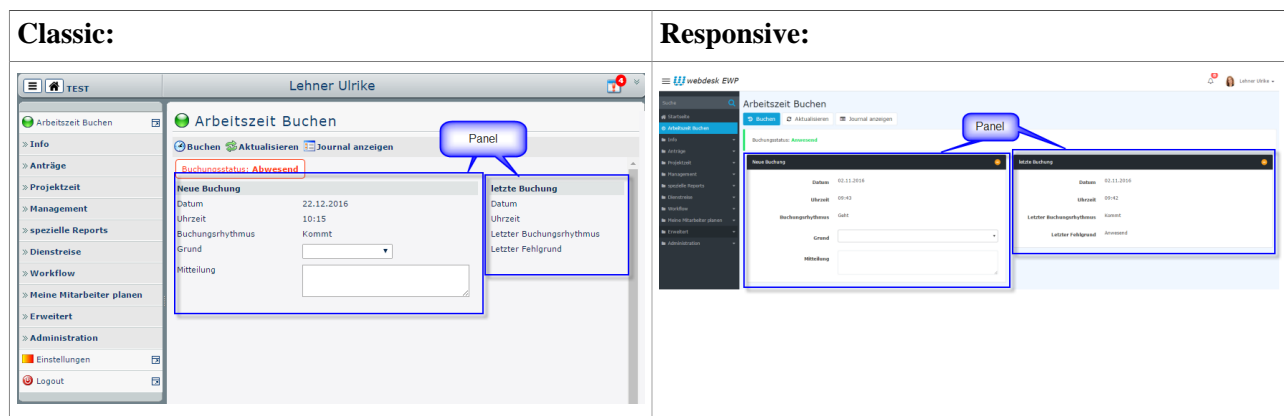 Classic:
TEST
Lehner Ulrike
4
Arbeitszeit Buchen
» Info
» Anträge
» Projektzeit
» Management
» spezielle Reports
» Dienstreise
» Workflow
» Meine Mitarbeiter planen
» Erweitert
» Administration
Einstellungen
Logout
Arbeitszeit Buchen
Buchen Aktualisieren Journal anzeigen
Panel
Buchungsstatus: Abwesend
Neue Buchung
Datum 22.12.2016
Uhrzeit 10:15
Buchungsrhythmus Kommt
Grund
Mitteilung
letzte Buchung
Datum
Uhrzeit
Letzter Buchungsrhythmus
Letzter Fehlgrund
Responsive:
webdesk EWP
Lehner Ulrike
Suche
Startseite
Arbeitszeit Buchen
Info
Anträge
Projektzeit
Management
spezielle Reports
Dienstreise
Workflow
Meine Mitarbeiter planen
Erweitert
Administration
Arbeitszeit Buchen
Buchen Aktualisieren Journal anzeigen
Panel
Buchungsstatus: Anwesend
Neue Buchung
Datum 02.11.2016
Uhrzeit 09:43
Buchungsrhythmus Geht
Grund
Mitteilung
letzte Buchung
Datum 02.11.2016
Uhrzeit 09:42
Letzter Buchungsrhythmus Kommt
Letzter Fehlgrund Anwesend